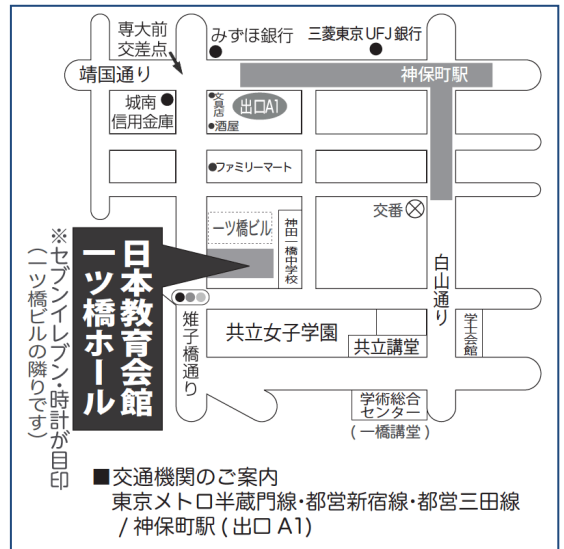 専大前
交差点
みずほ銀行
三菱東京UFJ銀行
靖国通り
神保町駅
城南
信用金庫
文具店
出口A1
酒屋
ファミリーマート
交番
一ツ橋ビル
神田一橋中学校
白山通り
日本教育会館
一ツ橋ホール
※セブンイレブン・時計が目印
(一ツ橋ビルの隣りです)
雉子橋通り
共立女子学園
共立講堂
学士会館
学術総合
センター
(一橋講堂)
■交通機関のご案内
東京メトロ半蔵門線・都営新宿線・都営三田線
/ 神保町駅 ( 出口 A1)